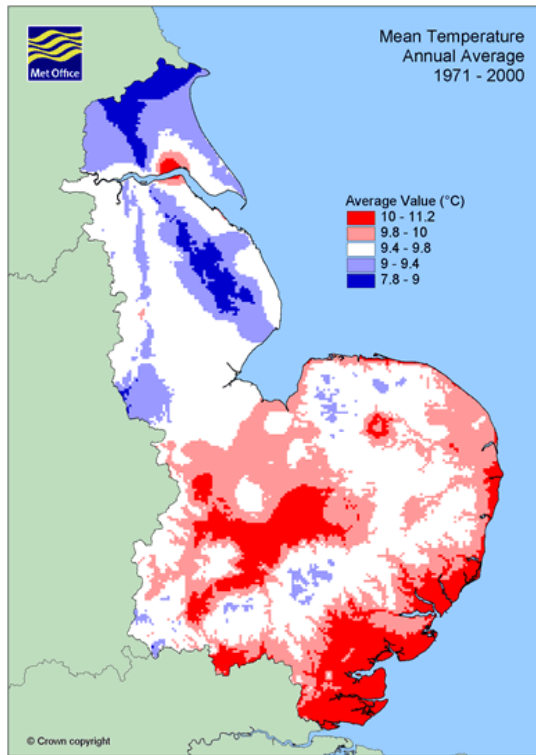 Met Office
Mean Temperature
Annual Average
1971 - 2000
Average Value (°C)
10 - 11.2
9.8 - 10
9.4 - 9.8
9 - 9.4
7.8 - 9
© Crown copyright